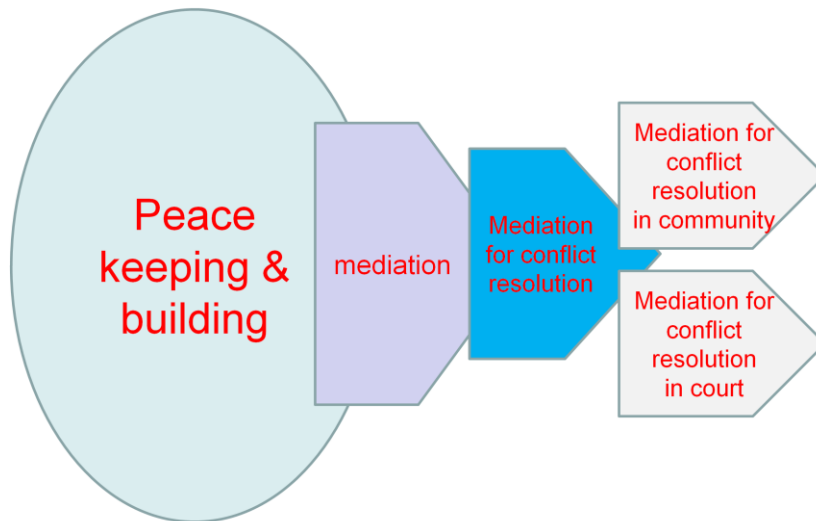 Peace
keeping &
building
mediation
Mediation
for conflict
resolution
Mediation for
conflict
resolution
in community
Mediation for
conflict
resolution
in court